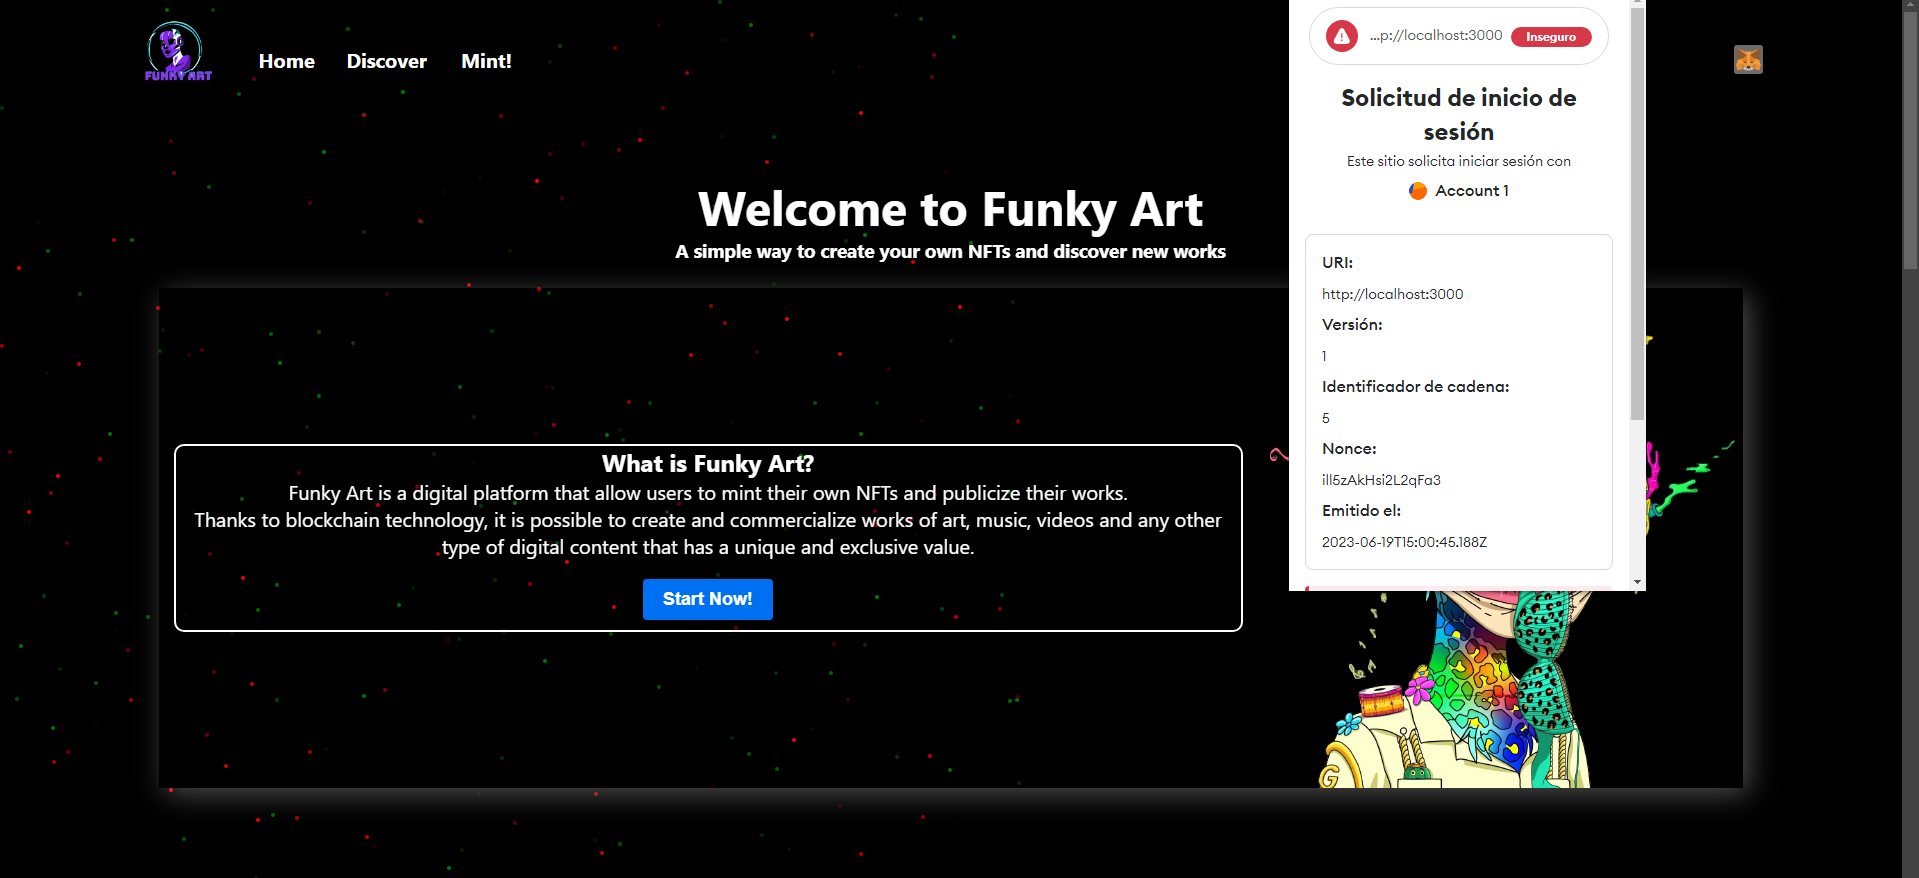 FUNKY ART
Home
Discover
Mint!
Welcome to Funky Art
A simple way to create your own NFTs and discover new works
What is Funky Art?
Funky Art is a digital platform that allow users to mint their own NFTs and publicize their works.
Thanks to blockchain technology, it is possible to create and commercialize works of art, music, videos and any other
type of digital content that has a unique and exclusive value.
Start Now!
...p://localhost:3000
Inseguro
Solicitud de inicio de
sesión
Este sitio solicita iniciar sesión con
Account 1
URI:
http://localhost:3000
Versión:
1
Identificador de cadena:
5
Nonce:
ill5zAkHsi2L2qFa3
Emitido el:
2023-06-19T15:00:45.188Z
G